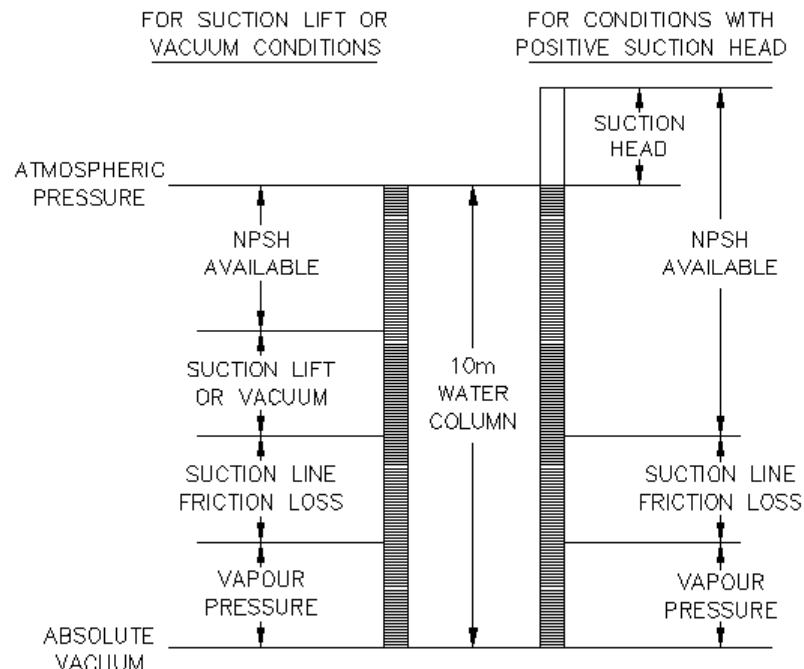 FOR SUCTION LIFT OR
VACUUM CONDITIONS
FOR CONDITIONS WITH
POSITIVE SUCTION HEAD
SUCTION
HEAD
ATMOSPHERIC
PRESSURE
NPSH
AVAILABLE
NPSH
AVAILABLE
SUCTION LIFT
OR VACUUM
10m
WATER
COLUMN
SUCTION LINE
FRICTION LOSS
SUCTION LINE
FRICTION LOSS
VAPOUR
PRESSURE
VAPOUR
PRESSURE
ABSOLUTE
VACUUM